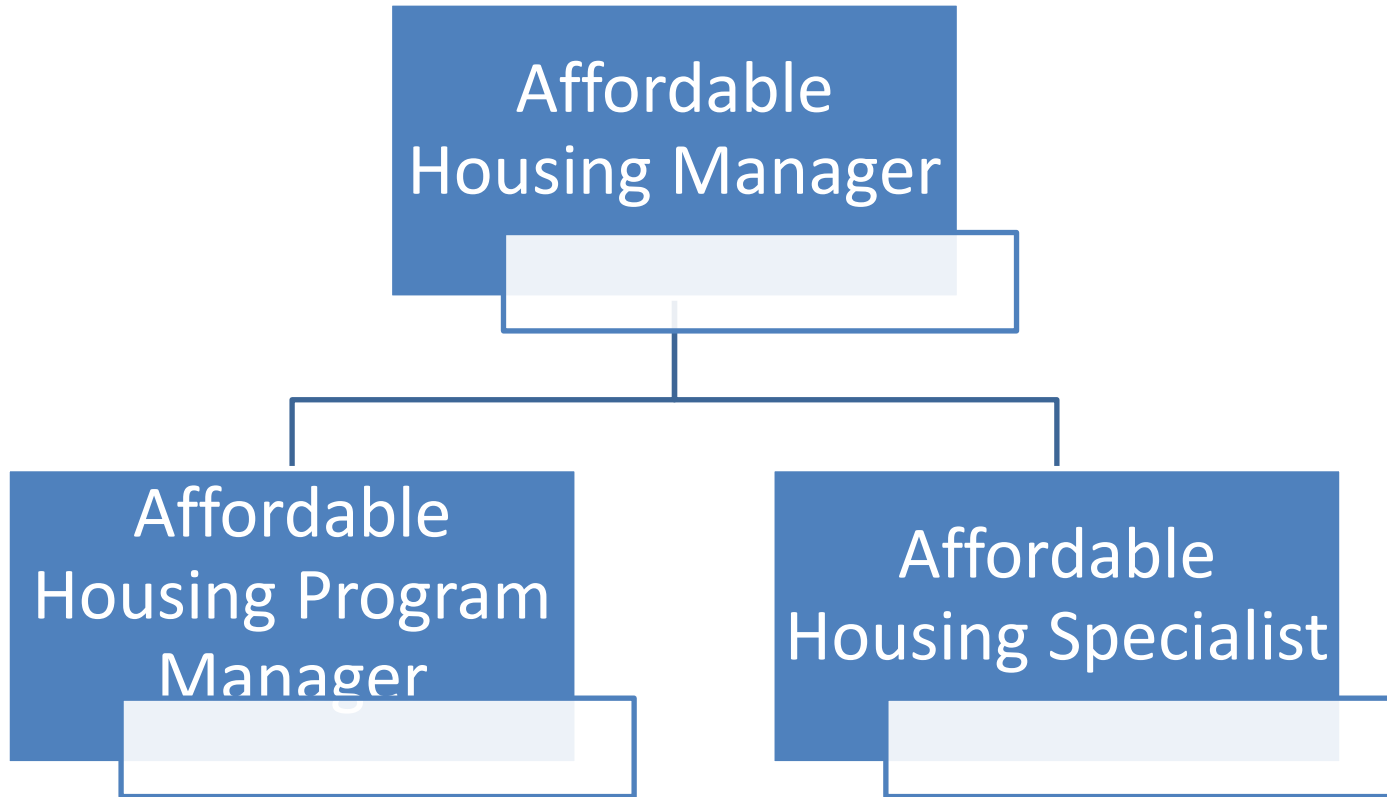 Affordable
Housing Manager
Affordable
Housing Program
Manager
Affordable
Housing Specialist